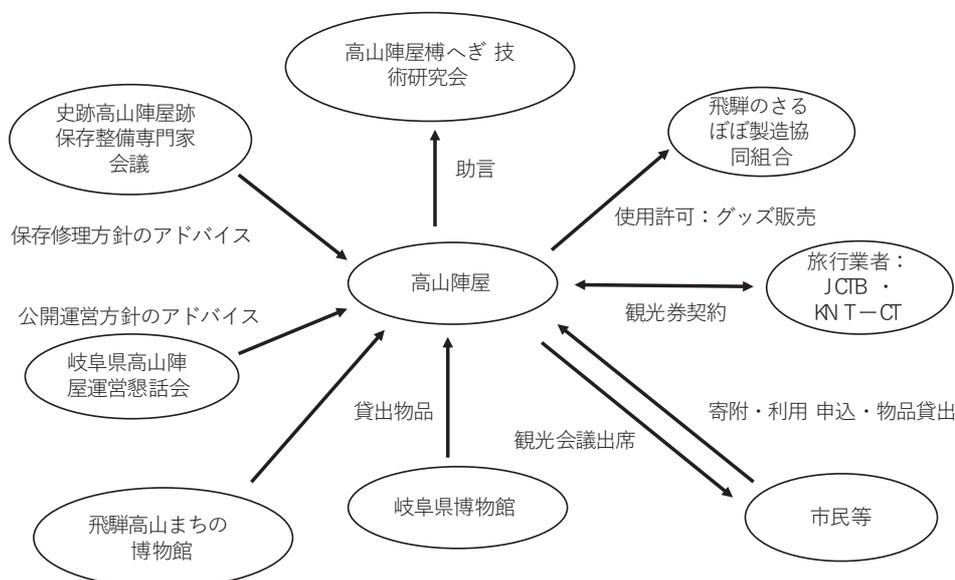 高山陣屋榑へぎ 技
術研究会
史跡高山陣屋跡
保存整備専門家
会議
飛騨のさる
ぼぼ製造協
同組合
助言
使用許可：グッズ販売
保存修理方針のアドバイス
旅行業者：
JCTB ・
KN T－CT
高山陣屋
観光券契約
公開運営方針のアドバイス
岐阜県高山陣
屋運営懇話会
貸出物品
観光会議出席
寄附・利用 申込・物品貸出
飛騨高山まちの
博物館
岐阜県博物館
市民等